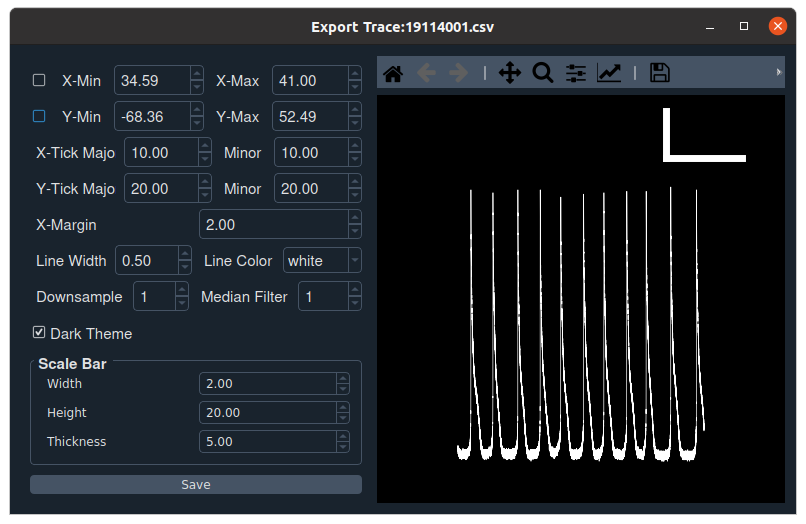 Export Trace:19114001.csv
X-Min 34.59 X-Max 41.00
Y-Min -68.36 Y-Max 52.49
X-Tick Majo 10.00 Minor 10.00
Y-Tick Majo 20.00 Minor 20.00
X-Margin 2.00
Line Width 0.50 Line Color white
Downsample 1 Median Filter 1
Dark Theme
Scale Bar
Width 2.00
Height 20.00
Thickness 5.00
Save